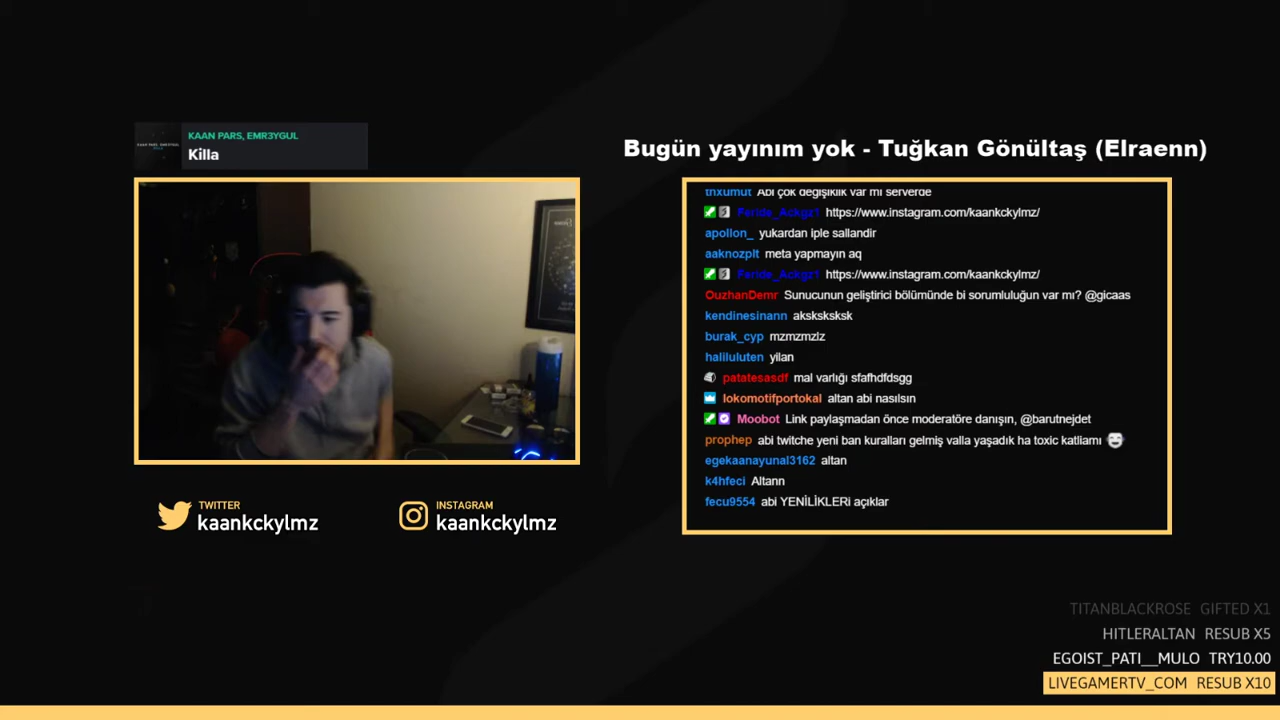 KAAN PARS, EMR3YGUL
Killa
Bugün yayınım yok - Tuğkan Gönültaş (Elraenn)
tnxumut Abi çok değişiklik var mı serverde
Feride_Ackgz1 https://www.instagram.com/kaankckylmz/
apollon_ yukardan iple sallandir
aaknozplt meta yapmayın aq
Feride_Ackgz1 https://www.instagram.com/kaankckylmz/
OuzhanDemr Sunucunun geliştirici bölümünde bi sorumluluğun var mı? @gicaas
kendinesinann aksksksksk
burak_cyp mzmzmzlz
haliluluten yilan
patatesasdf mal varlığı sfafhdfdsgg
lokomotifportokal altan abi nasılsın
Moobot Link paylaşmadan önce moderatöre danışın, @barutnejdet
prophep abi twitche yeni ban kuralları gelmiş valla yaşadık ha toxic katliamı
egekaanayunal3162 altan
k4hfeci Altann
fecu9554 abi YENİLİKLERi açıklar
TWITTER
kaankckylmz
INSTAGRAM
kaankckylmz
TITANBLACKROSE GIFTED X1
HITLERALTAN RESUB X5
EGOIST_PATI__MULO TRY10.00
LIVEGAMERTV_COM RESUB X10